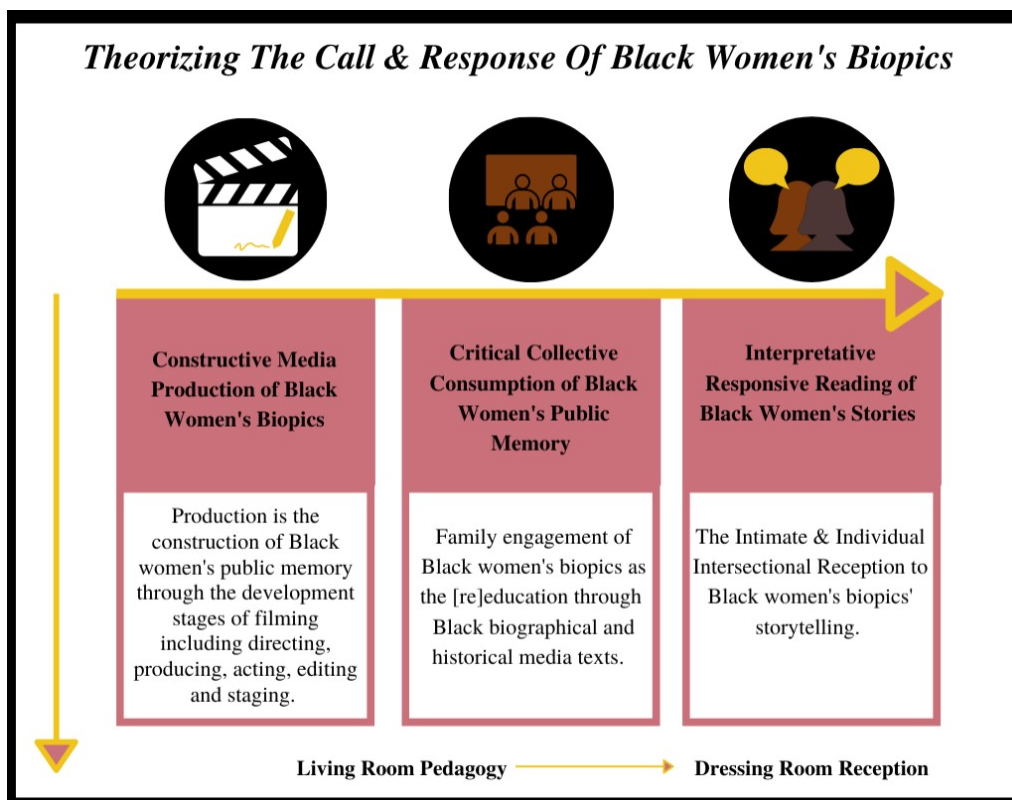 Theorizing The Call & Response Of Black Women's Biopics
Constructive Media
Production of Black
Women's Biopics
Critical Collective
Consumption of Black
Women's Public
Memory
Interpretative
Responsive Reading of
Black Women's Stories
Production is the
construction of Black
women's public memory
through the development
stages of filming
including directing,
producing, acting, editing
and staging.
Family engagement of
Black women's biopics as
the [re]education through
Black biographical and
historical media texts.
The Intimate & Individual
Intersectional Reception to
Black women's biopics'
storytelling.
Living Room Pedagogy
Dressing Room Reception